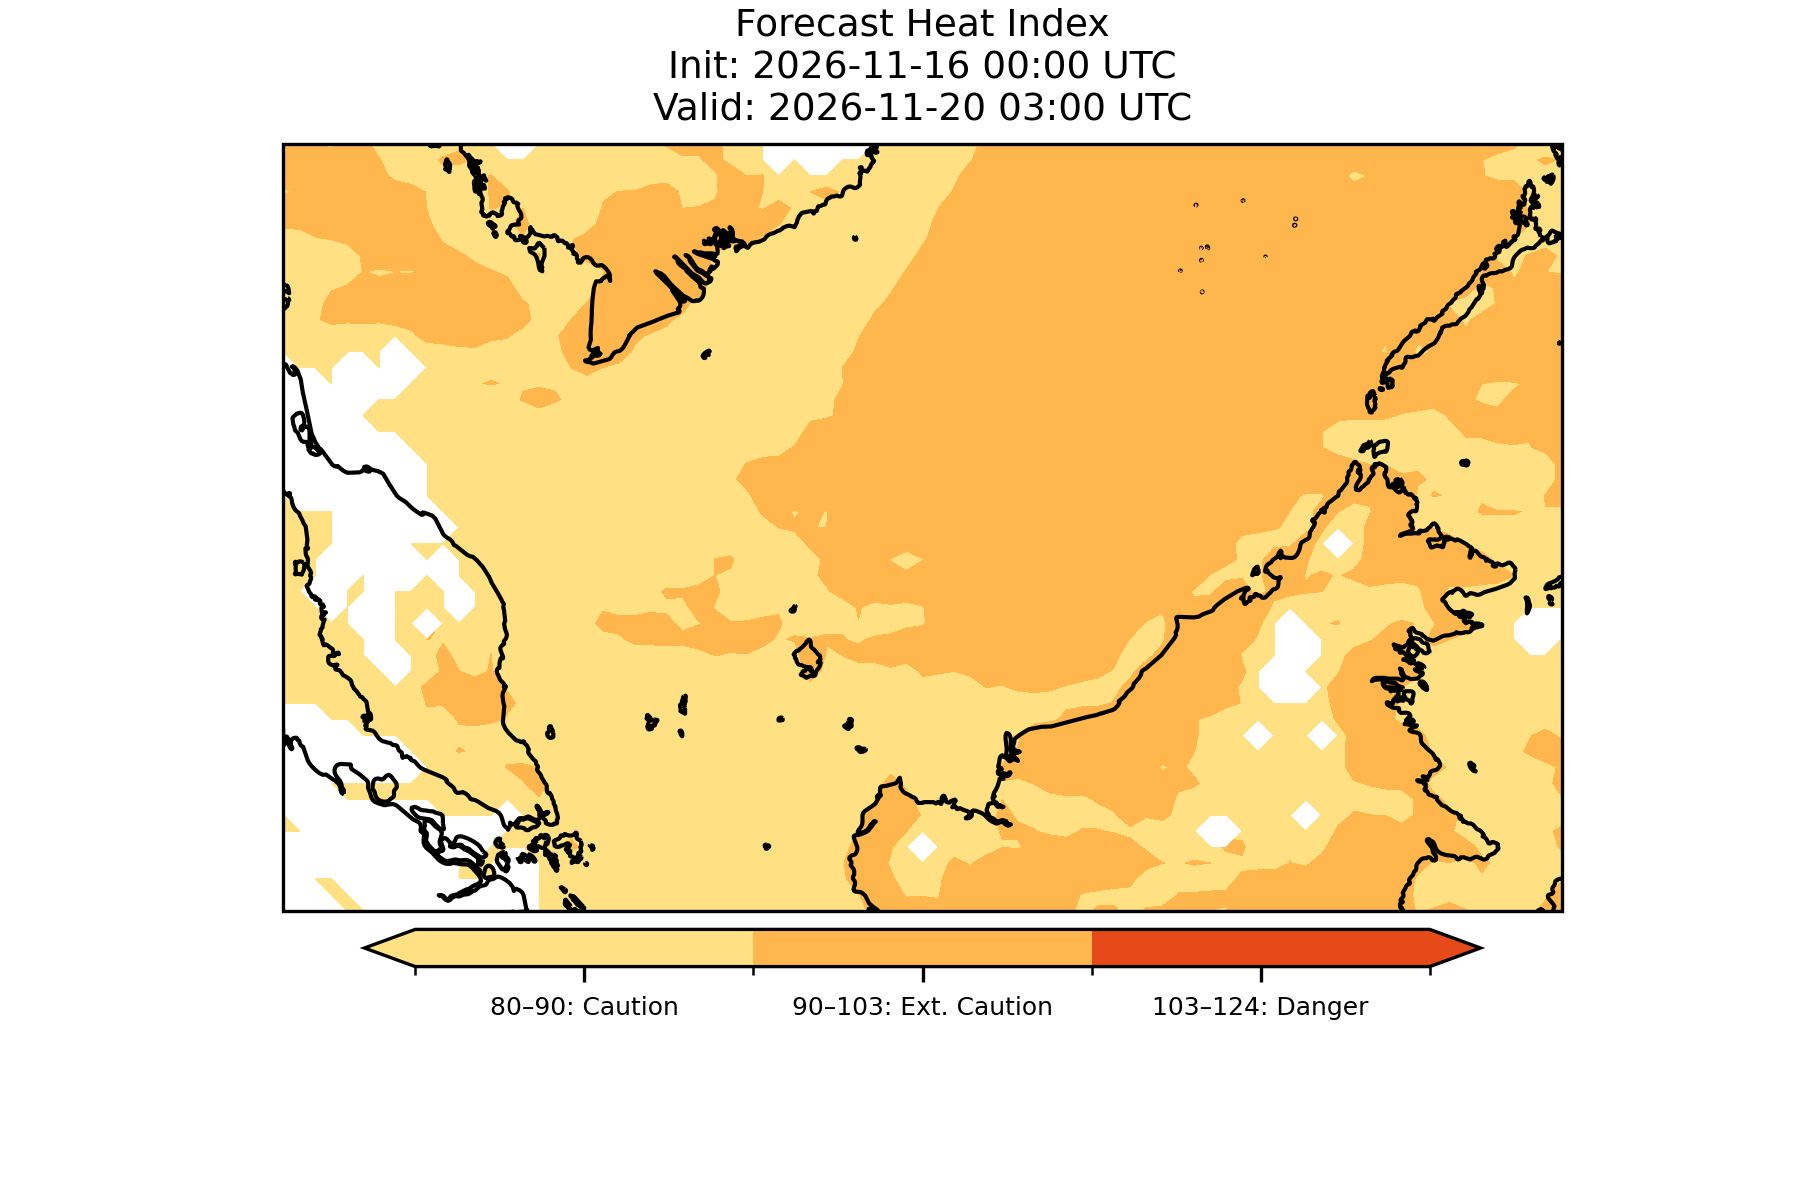 Forecast Heat Index
Init: 2026-11-16 00:00 UTC
Valid: 2026-11-20 03:00 UTC
80–90: Caution
90–103: Ext. Caution
103–124: Danger